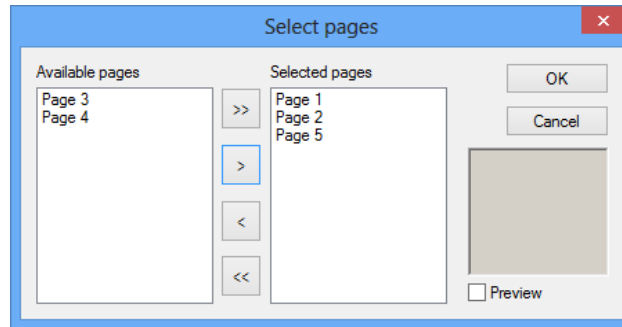 Select pages
Available pages
Selected pages
Page 3
Page 4
>>
>
<
<<
Page 1
Page 2
Page 5
OK
Cancel
Preview